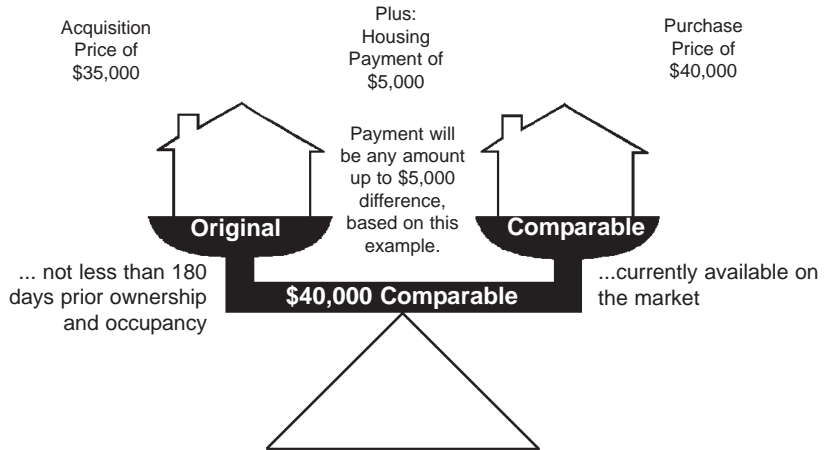 Acquisition
Price of
$35,000
Plus:
Housing
Payment of
$5,000
Purchase
Price of
$40,000
Payment will
be any amount
up to $5,000
difference,
based on this
example.
Original
Comparable
... not less than 180
days prior ownership
and occupancy
$40,000 Comparable
...currently available on
the market